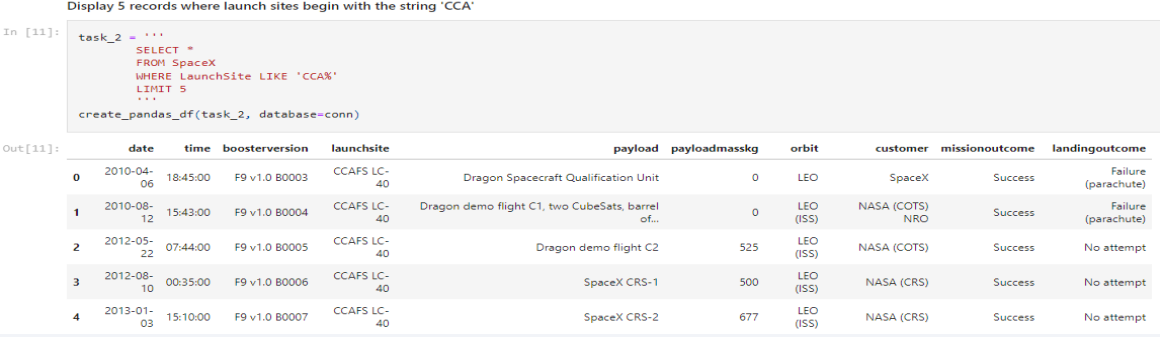 Display 5 records where launch sites begin with the string 'CCA'
In [11]:
task_2 = '''
SELECT *
FROM SpaceX
WHERE LaunchSite LIKE 'CCA%'
LIMIT 5
'''
create_pandas_df(task_2, database=conn)
Out[11]:
date time boosterversion launchsite payload payloadmasskg orbit customer missionoutcome landingoutcome
0 2010-04-06 18:45:00 F9 v1.0 B0003 CCAFS LC-40 Dragon Spacecraft Qualification Unit 0 LEO SpaceX Success Failure (parachute)
1 2010-08-12 15:43:00 F9 v1.0 B0004 CCAFS LC-40 Dragon demo flight C1, two CubeSats, barrel of... 0 LEO (ISS) NASA (COTS) NRO Success Failure (parachute)
2 2012-05-22 07:44:00 F9 v1.0 B0005 CCAFS LC-40 Dragon demo flight C2 525 LEO (ISS) NASA (COTS) Success No attempt
3 2012-08-10 00:35:00 F9 v1.0 B0006 CCAFS LC-40 SpaceX CRS-1 500 LEO (ISS) NASA (CRS) Success No attempt
4 2013-01-03 15:10:00 F9 v1.0 B0007 CCAFS LC-40 SpaceX CRS-2 677 LEO (ISS) NASA (CRS) Success No attempt